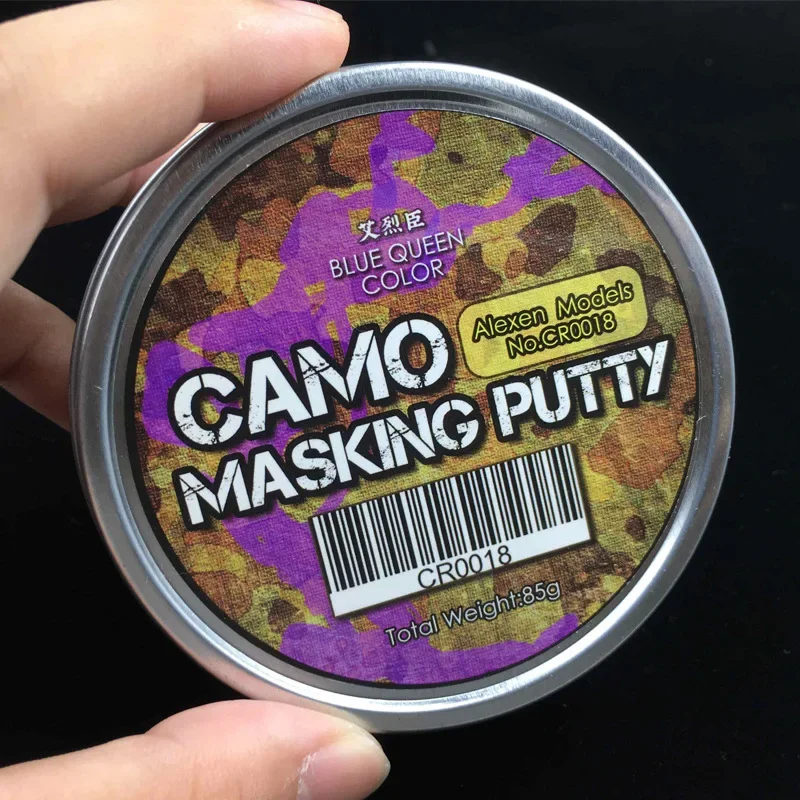 艾烈臣
BLUE QUEEN
COLOR
Alexen Models
No.CR0018
CAMO
MASKING PUTTY
CR0018
Total Weight:85g